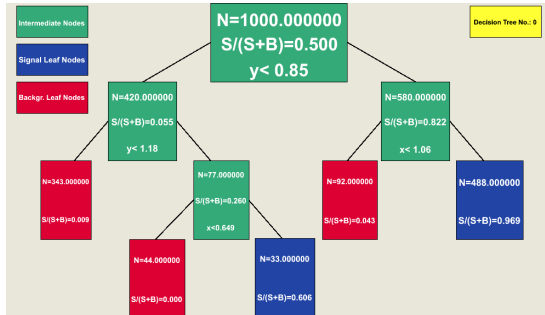 Intermediate Nodes
Signal Leaf Nodes
Backgr. Leaf Nodes
N=1000.000000
S/(S+B)=0.500
y< 0.85
Decision Tree No.: 0
N=420.000000
S/(S+B)=0.055
y< 1.18
N=580.000000
S/(S+B)=0.822
x< 1.06
N=343.000000
S/(S+B)=0.009
N=77.000000
S/(S+B)=0.260
x<0.649
N=92.000000
S/(S+B)=0.043
N=488.000000
S/(S+B)=0.969
N=44.000000
S/(S+B)=0.000
N=33.000000
S/(S+B)=0.606